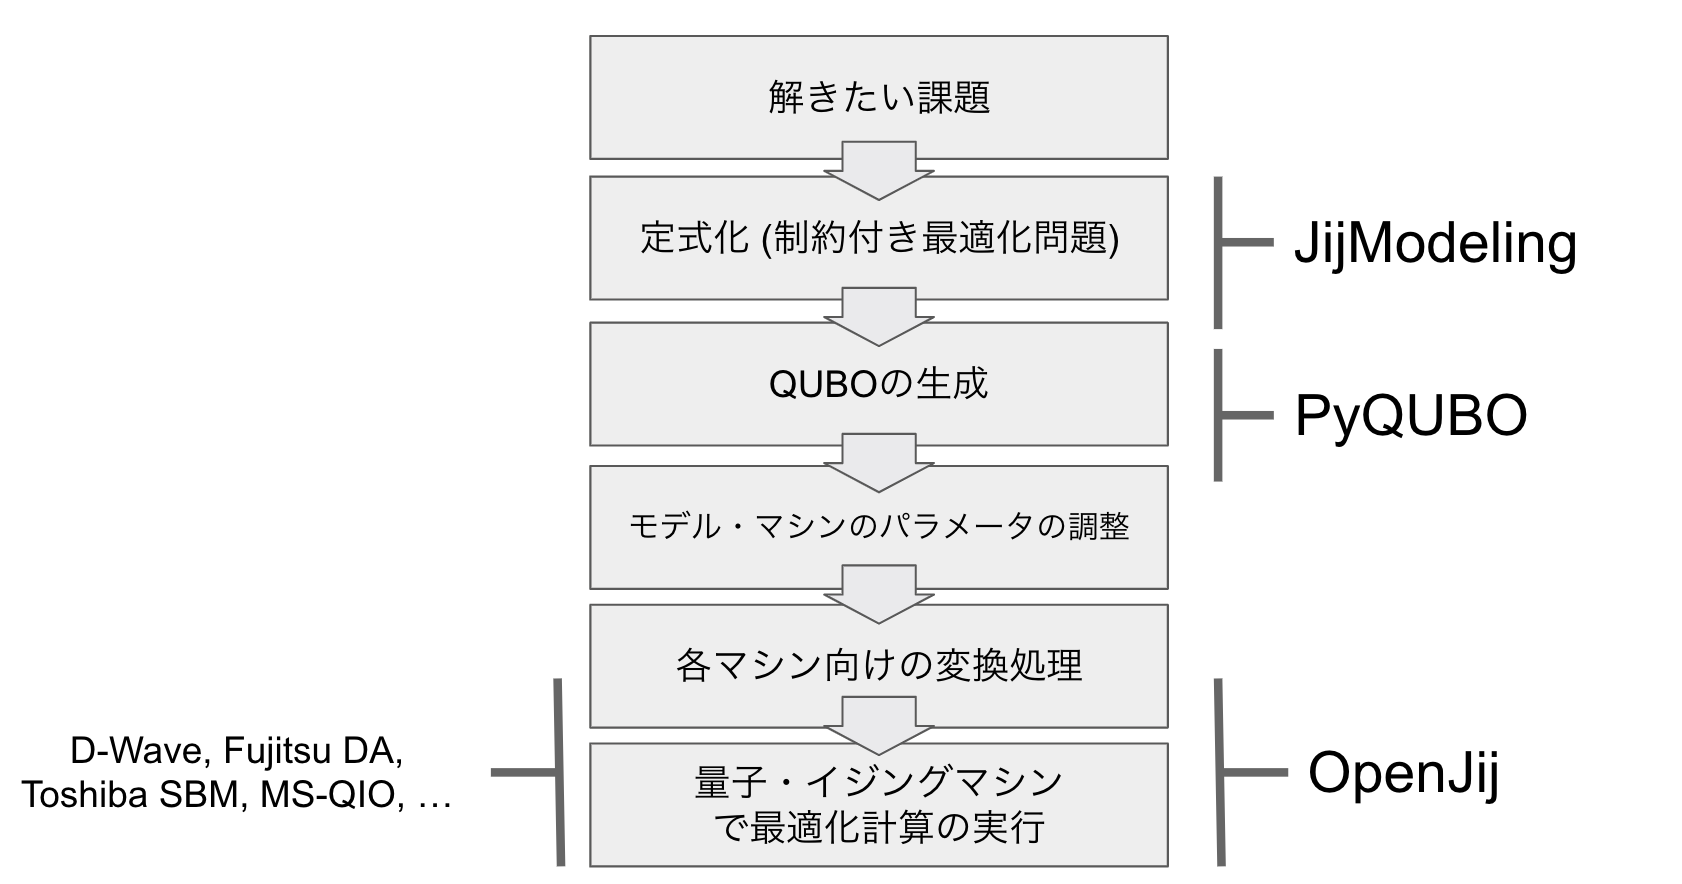 解きたい課題
定式化 (制約付き最適化問題)
JijModeling
QUBOの生成
PyQUBO
モデル・マシンのパラメータの調整
各マシン向けの変換処理
D-Wave, Fujitsu DA,
Toshiba SBM, MS-QIO, …
量子・イジングマシン
で最適化計算の実行
OpenJij